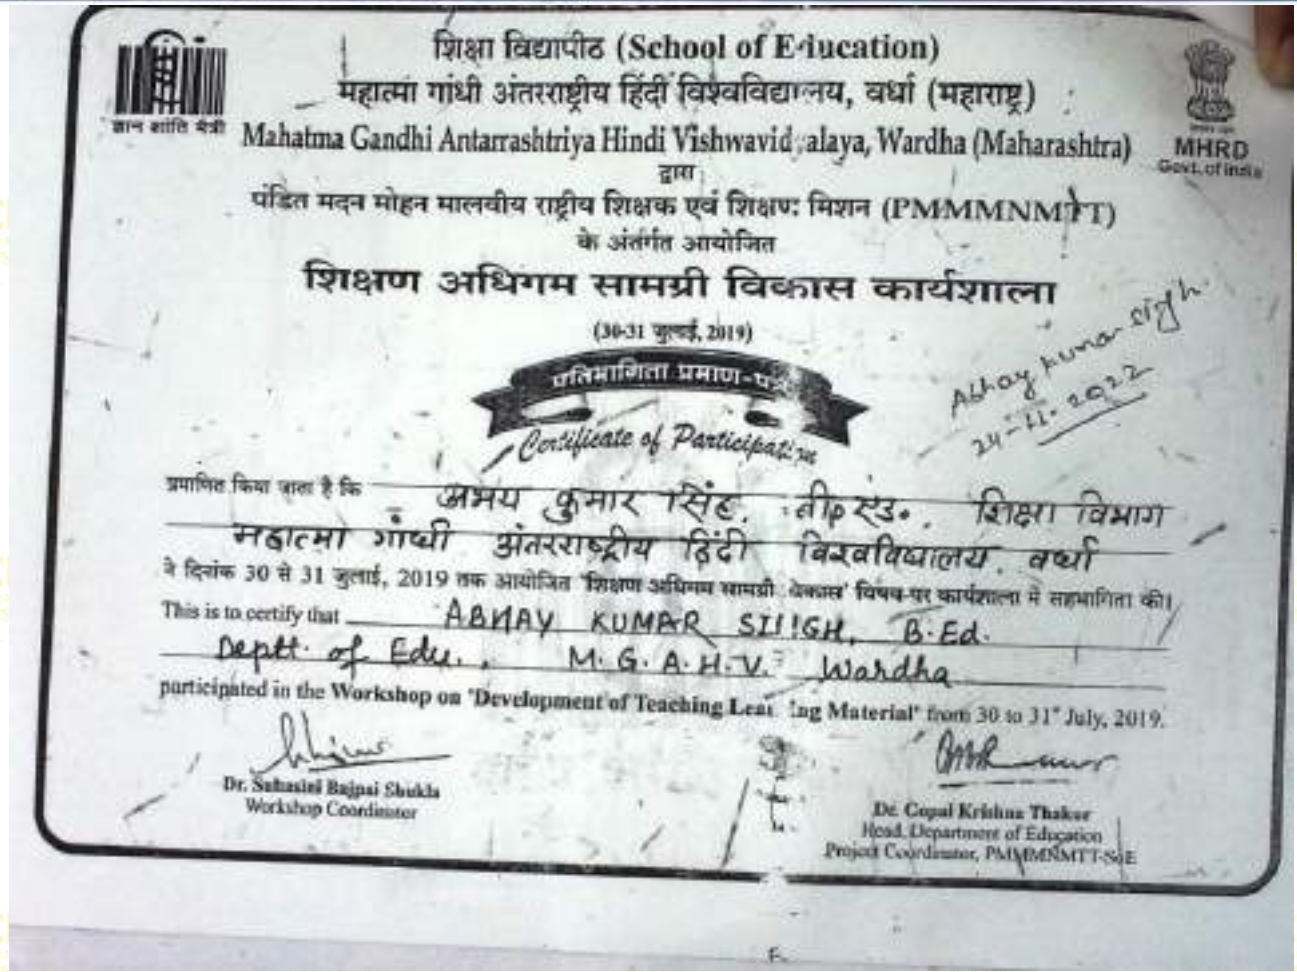 शिक्षा विद्यापीठ (School of Education)
महात्मा गांधी अंतरराष्ट्रीय हिंदी विश्वविद्यालय, वर्धा (महाराष्ट्र)
ज्ञान शांति मैत्री
Mahatma Gandhi Antarrashtriya Hindi Vishwavidyalaya, Wardha (Maharashtra)
MHRD
Govt. of India
द्वारा
पंडित मदन मोहन मालवीय राष्ट्रीय शिक्षक एवं शिक्षण मिशन (PMMMNMTT)
के अंतर्गत आयोजित
शिक्षण अधिगम सामग्री विकास कार्यशाला
(30-31 जुलाई, 2019)
Abhay kumar singh
24-11-2022
प्रतिभागिता प्रमाण-पत्र
Certificate of Participation
प्रमाणित किया जाता है कि अभय कुमार सिंह, बी०एड०. शिक्षा विभाग
महात्मा गांधी अंतरराष्ट्रीय हिंदी विश्वविद्यालय, वर्धा
ने दिनांक 30 से 31 जुलाई, 2019 तक आयोजित 'शिक्षण अधिगम सामग्री विकास' विषय पर कार्यशाला में सहभागिता की।
This is to certify that ABHAY KUMAR SINGH, B.Ed.
Deptt. of Edu., M.G.A.H.V. Wardha
participated in the Workshop on "Development of Teaching Learning Material" from 30 to 31st July, 2019.
Dr. Suhasini Bajpai Shukla
Workshop Coordinator
Dr. Gopal Krishna Thakur
Head, Department of Education
Project Coordinator, PMMMNMTT-SoE